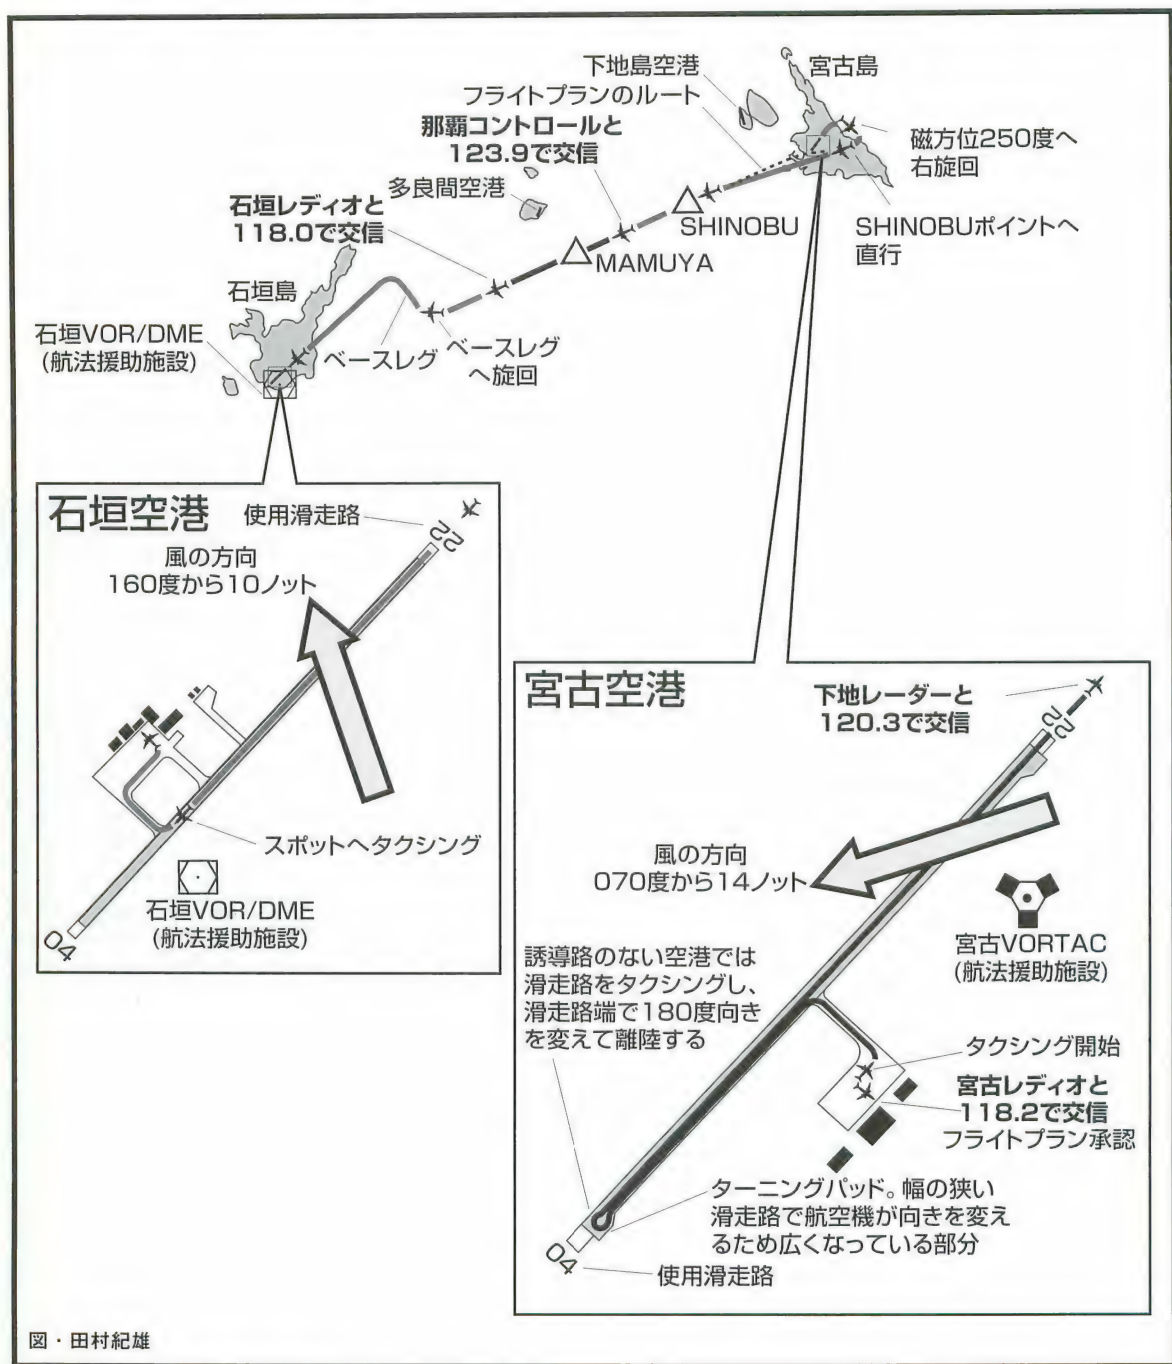 下地島空港
宮古島
フライトプランのルート
那覇コントロールと
123.9で交信
磁方位250度へ
右旋回
多良間空港
石垣レディオと
118.0で交信
SHINOBU
SHINOBUポイントへ
直行
MAMUYA
石垣島
石垣VOR/DME
(航法援助施設)
ベースレグ
ベースレグ
へ旋回
石垣空港
使用滑走路
22
風の方向
160度から10ノット
スポットへタクシング
石垣VOR/DME
(航法援助施設)
04
宮古空港
下地レーダーと
120.3で交信
22
風の方向
070度から14ノット
宮古VORTAC
(航法援助施設)
誘導路のない空港では
滑走路をタクシングし、
滑走路端で180度向き
を変えて離陸する
タクシング開始
宮古レディオと
118.2で交信
フライトプラン承認
ターニングパッド。幅の狭い
滑走路で航空機が向きを変え
るため広くなっている部分
04
使用滑走路
図・田村紀雄